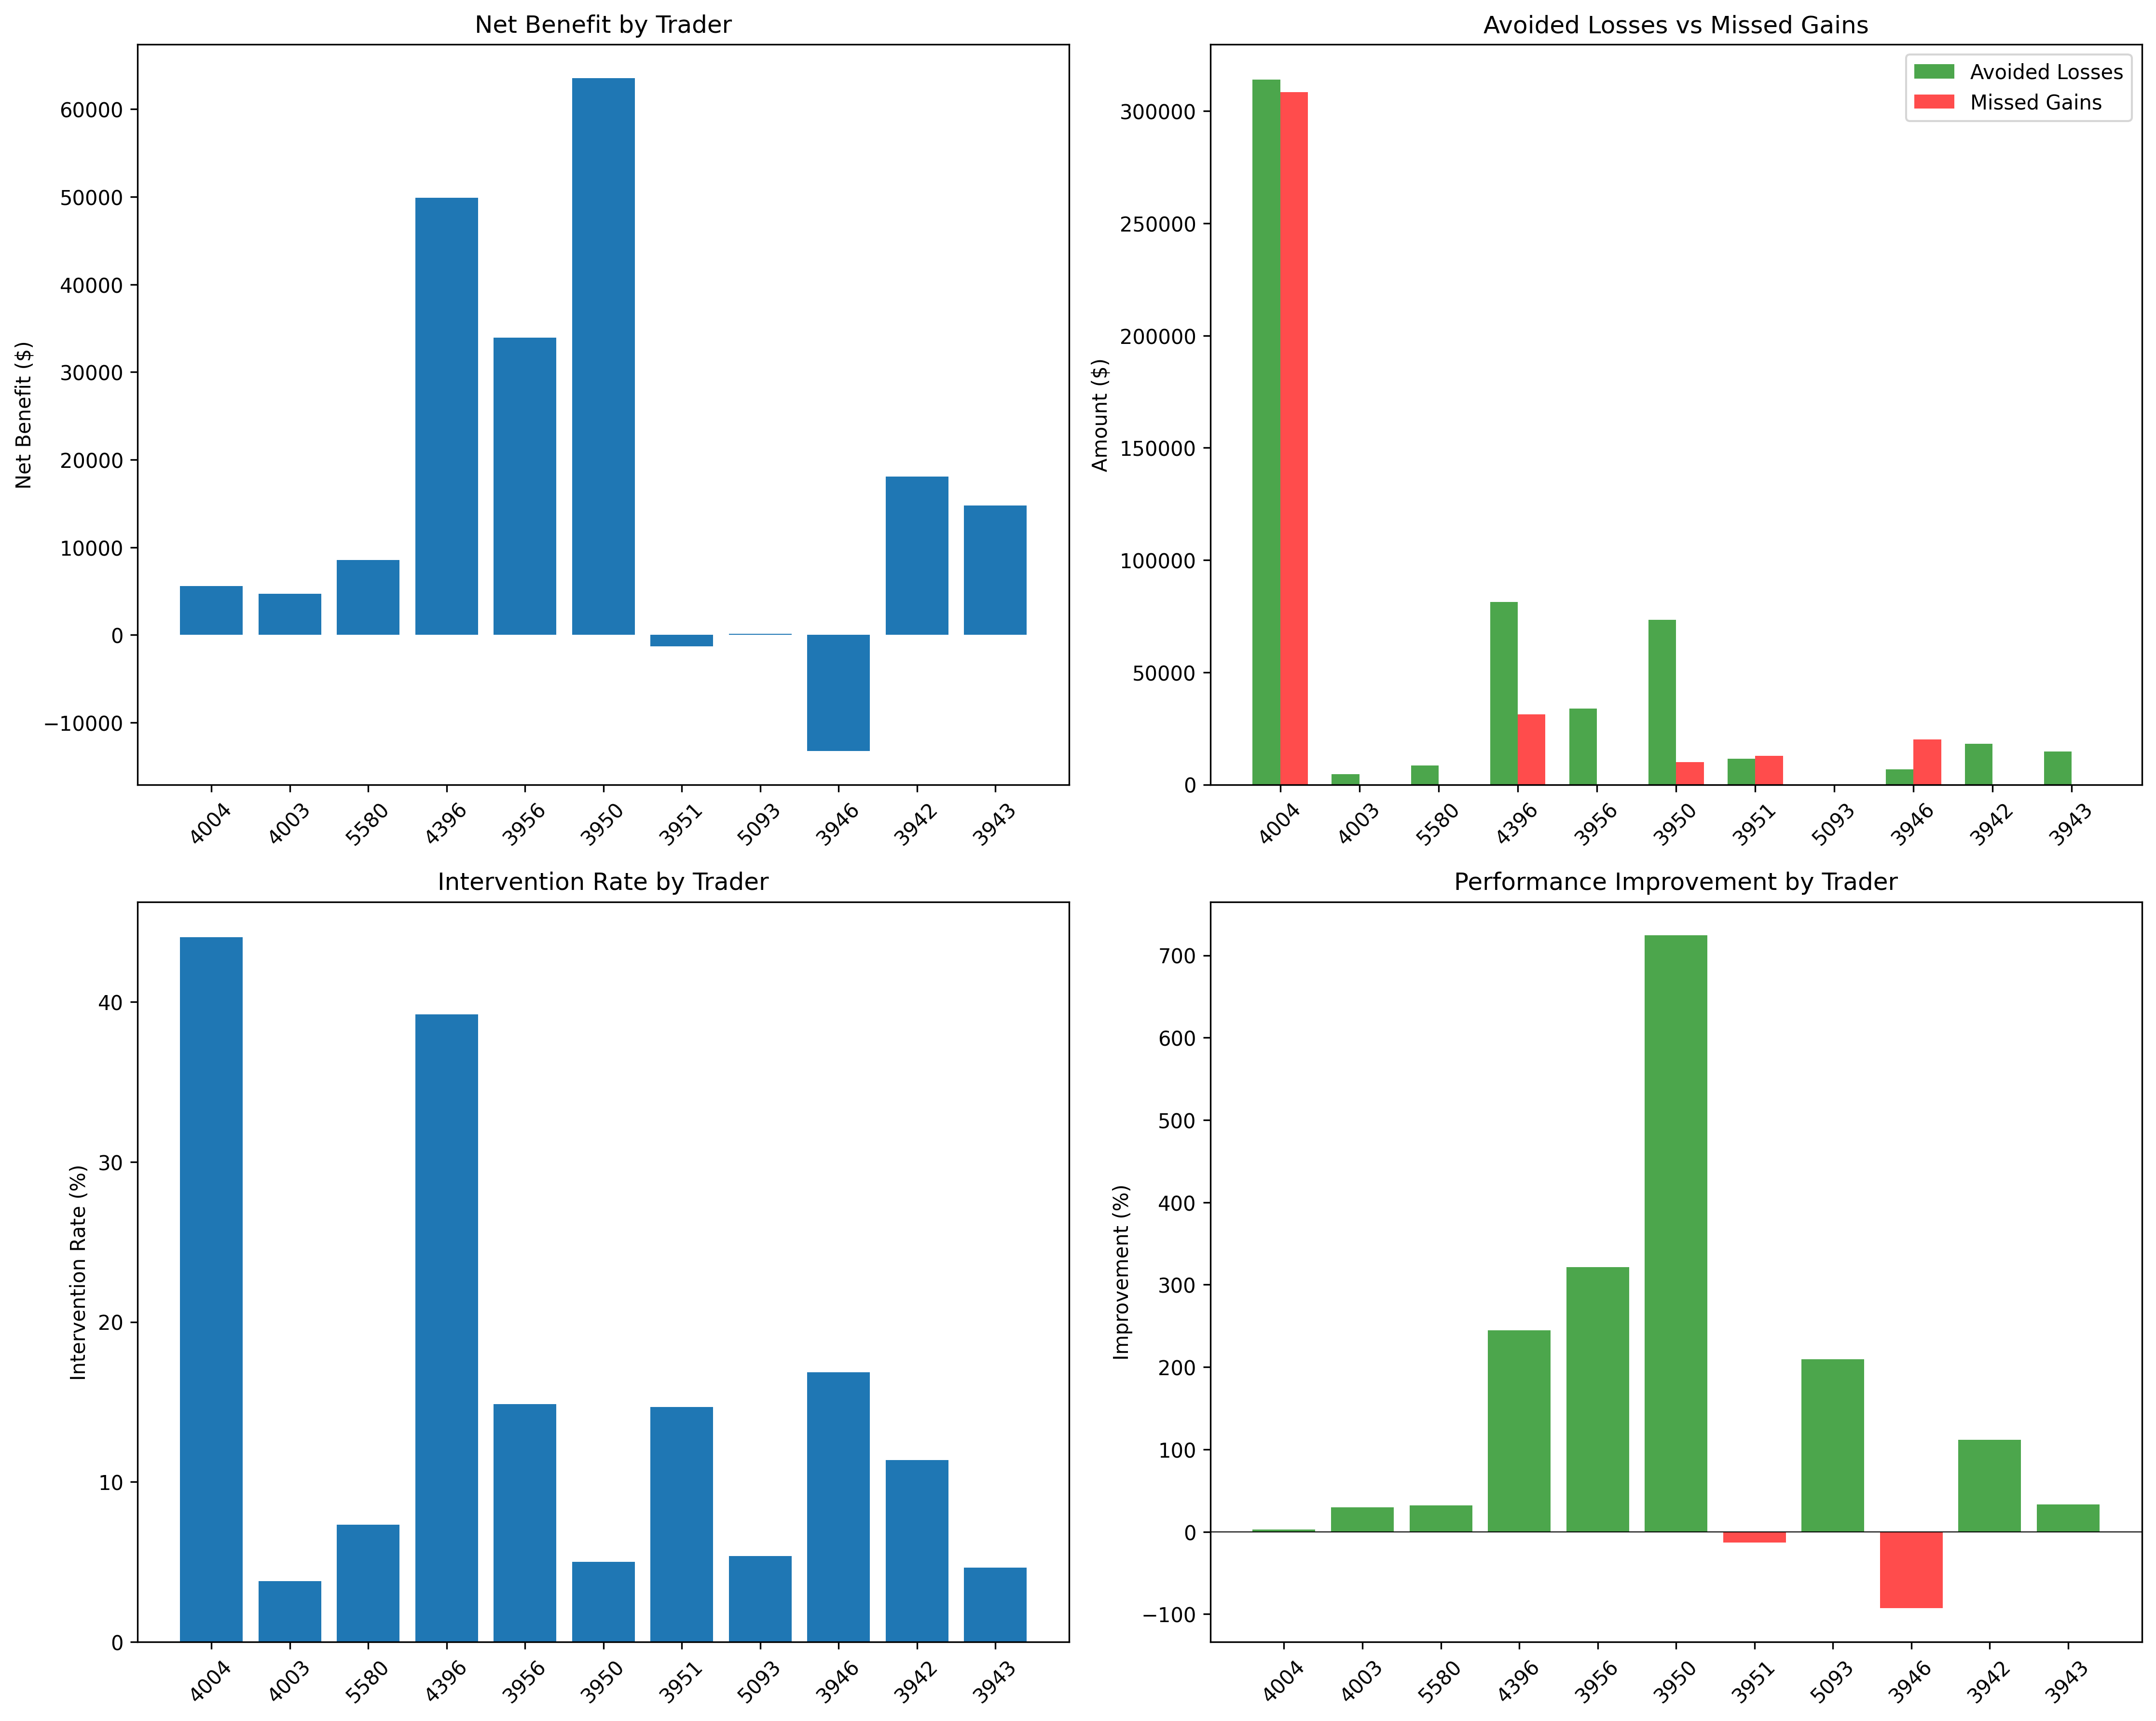 Net Benefit by Trader
Net Benefit ($)
60000
50000
40000
30000
20000
10000
0
−10000
4004 4003 5580 4396 3956 3950 3951 5093 3946 3942 3943
Avoided Losses vs Missed Gains
Avoided Losses
Missed Gains
Amount ($)
300000
250000
200000
150000
100000
50000
0
4004 4003 5580 4396 3956 3950 3951 5093 3946 3942 3943
Intervention Rate by Trader
Intervention Rate (%)
40
30
20
10
0
4004 4003 5580 4396 3956 3950 3951 5093 3946 3942 3943
Performance Improvement by Trader
Improvement (%)
700
600
500
400
300
200
100
0
−100
4004 4003 5580 4396 3956 3950 3951 5093 3946 3942 3943